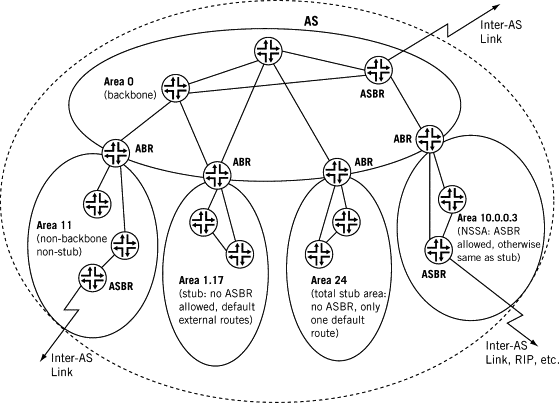 AS
Inter-AS
Link
Area 0
(backbone)
ASBR
ABR
ABR
ABR
ABR
Area 11
(non-backbone
non-stub)
ASBR
Area 1.17
(stub: no ASBR
allowed, default
external routes)
Area 24
(total stub area:
no ASBR, only
one default
route)
Area 10.0.0.3
(NSSA: ASBR
allowed, otherwise
same as stub)
ASBR
Inter-AS
Link
Inter-AS
Link, RIP, etc.